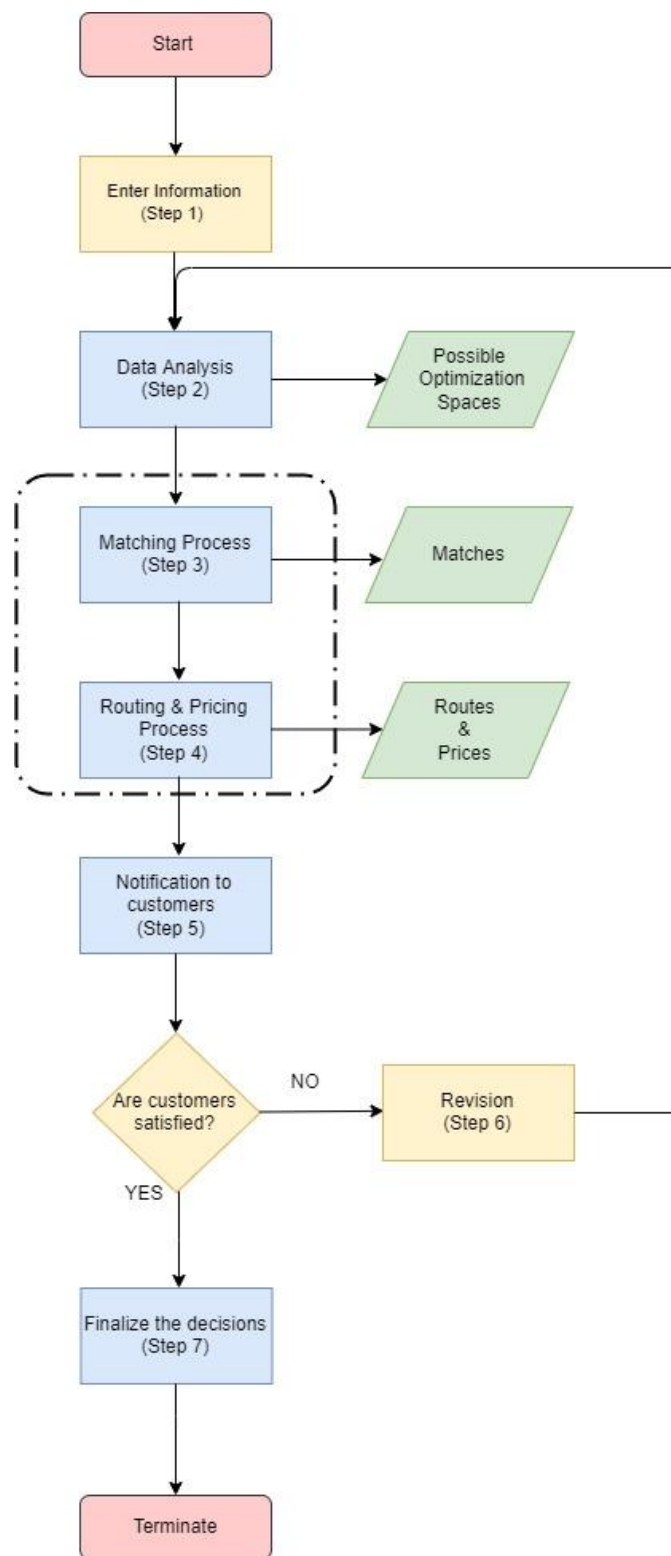 Start
Enter Information
(Step 1)
Data Analysis
(Step 2)
Possible
Optimization
Spaces
Matching Process
(Step 3)
Matches
Routing & Pricing
Process
(Step 4)
Routes
&
Prices
Notification to
customers
(Step 5)
Are customers
satisfied?
NO
Revision
(Step 6)
YES
Finalize the decisions
(Step 7)
Terminate